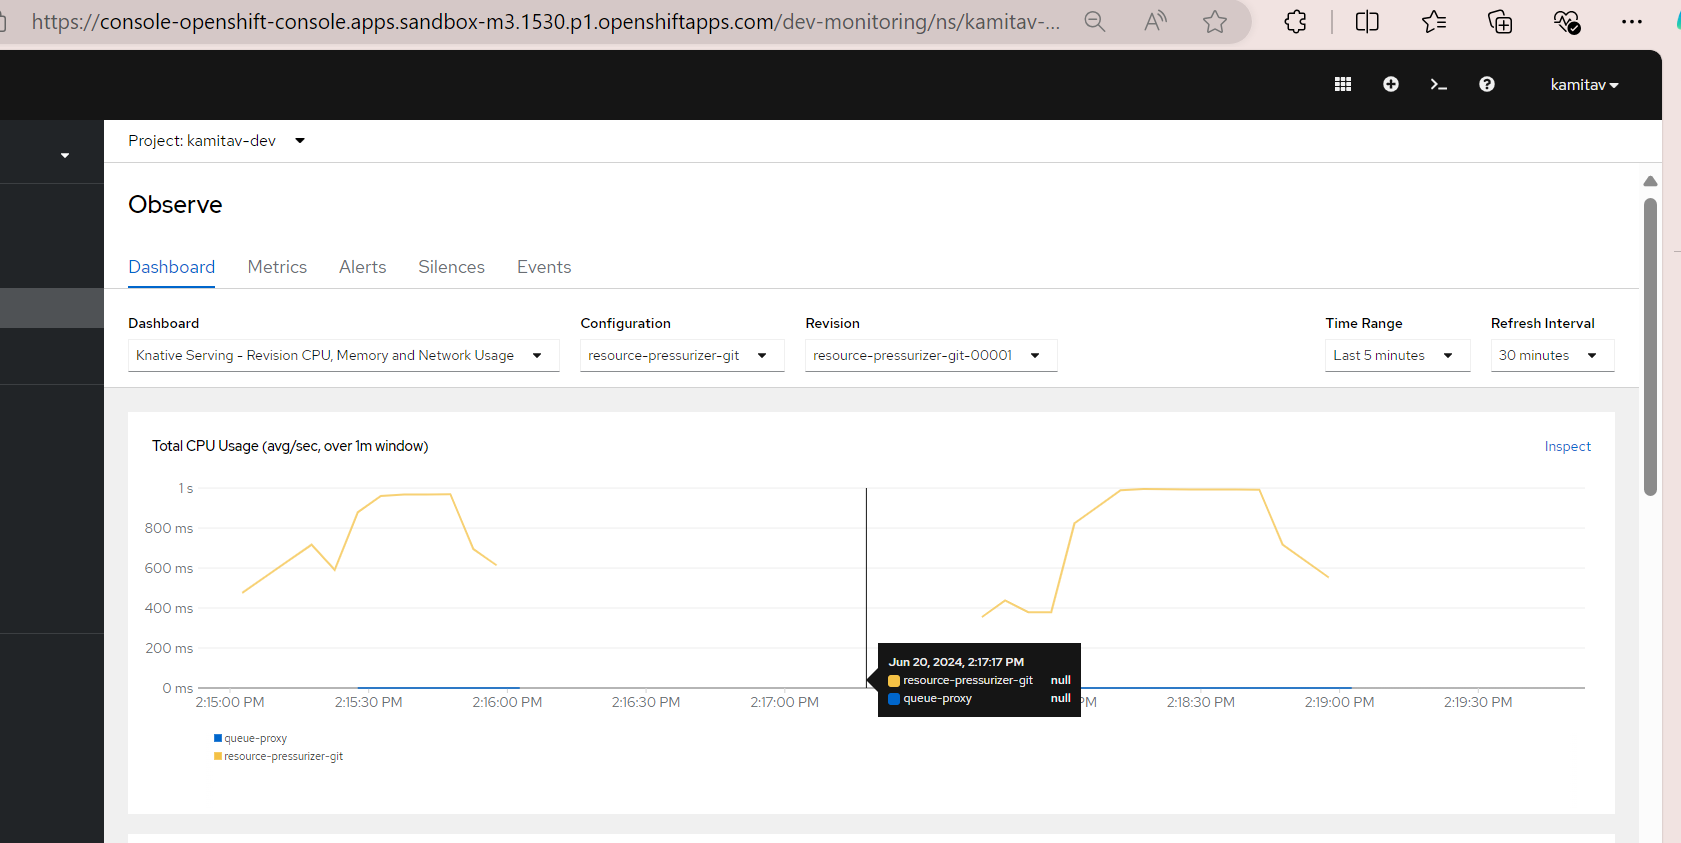 https://console-openshift-console.apps.sandbox-m3.1530.p1.openshiftapps.com/dev-monitoring/ns/kamitav-...
kamitav
Project: kamitav-dev
Observe
Dashboard Metrics Alerts Silences Events
Dashboard Configuration Revision Time Range Refresh Interval
Knative Serving - Revision CPU, Memory and Network Usage resource-pressurizer-git resource-pressurizer-git-00001 Last 5 minutes 30 minutes
Total CPU Usage (avg/sec, over 1m window) Inspect
1 s
800 ms
600 ms
400 ms
200 ms
0 ms
Jun 20, 2024, 2:17:17 PM
resource-pressurizer-git null
queue-proxy null
2:15:00 PM 2:15:30 PM 2:16:00 PM 2:16:30 PM 2:17:00 PM PM 2:18:30 PM 2:19:00 PM 2:19:30 PM
queue-proxy
resource-pressurizer-git